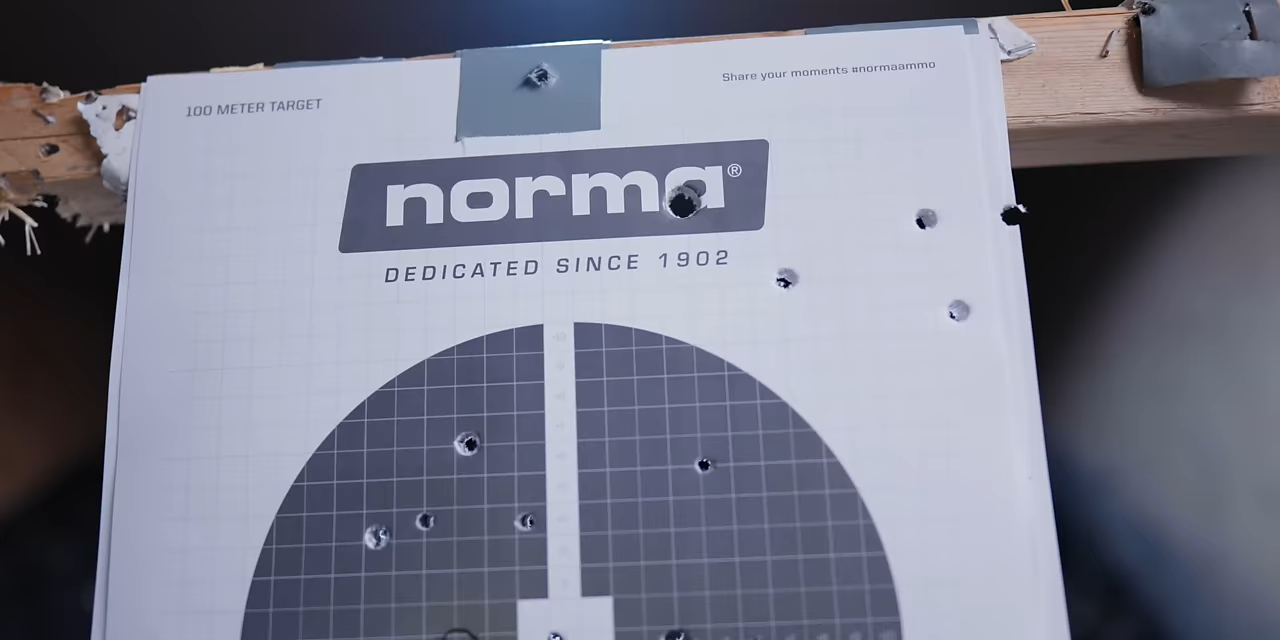 100 METER TARGET
Share your moments #normaammo
norma®
DEDICATED SINCE 1902